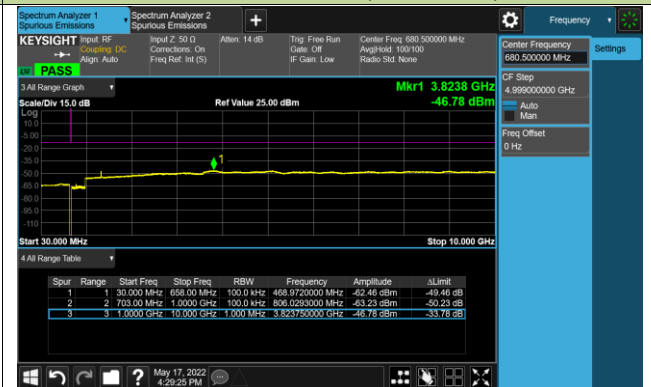 Spectrum Analyzer 1
Spurious Emissions
Spectrum Analyzer 2
Spurious Emissions
+
Frequency
KEYSIGHT
Input: RF
Coupling: DC
Align: Auto
Input Z: 50 Ω
Corrections: On
Freq Ref: Int (S)
Atten: 14 dB
Trig: Free Run
Gate: Off
IF Gain: Low
Center Freq: 680.500000 MHz
Avg|Hold: 100/100
Radio Std: None
PASS
Center Frequency
680.500000 MHz
Settings
CF Step
4.999000000 GHz
Auto
Man
Freq Offset
0 Hz
3 All Range Graph
Mkr1 3.8238 GHz
Scale/Div 15.0 dB
Ref Value 25.00 dBm
-46.78 dBm
Log
10.0
-5.00
-20.0
-35.0
-50.0
-65.0
-80.0
-95.0
-110
1
Start 30.000 MHz
Stop 10.000 GHz
4 All Range Table
Spur Range Start Freq Stop Freq RBW Frequency Amplitude ΔLimit
1 1 30.000 MHz 658.00 MHz 100.0 kHz 468.9720000 MHz -62.46 dBm -49.46 dB
2 2 703.00 MHz 1.0000 GHz 100.0 kHz 806.0293000 MHz -63.23 dBm -50.23 dB
3 3 1.0000 GHz 10.000 GHz 1.000 MHz 3.823750000 GHz -46.78 dBm -33.78 dB
?
May 17, 2022
4:29:25 PM